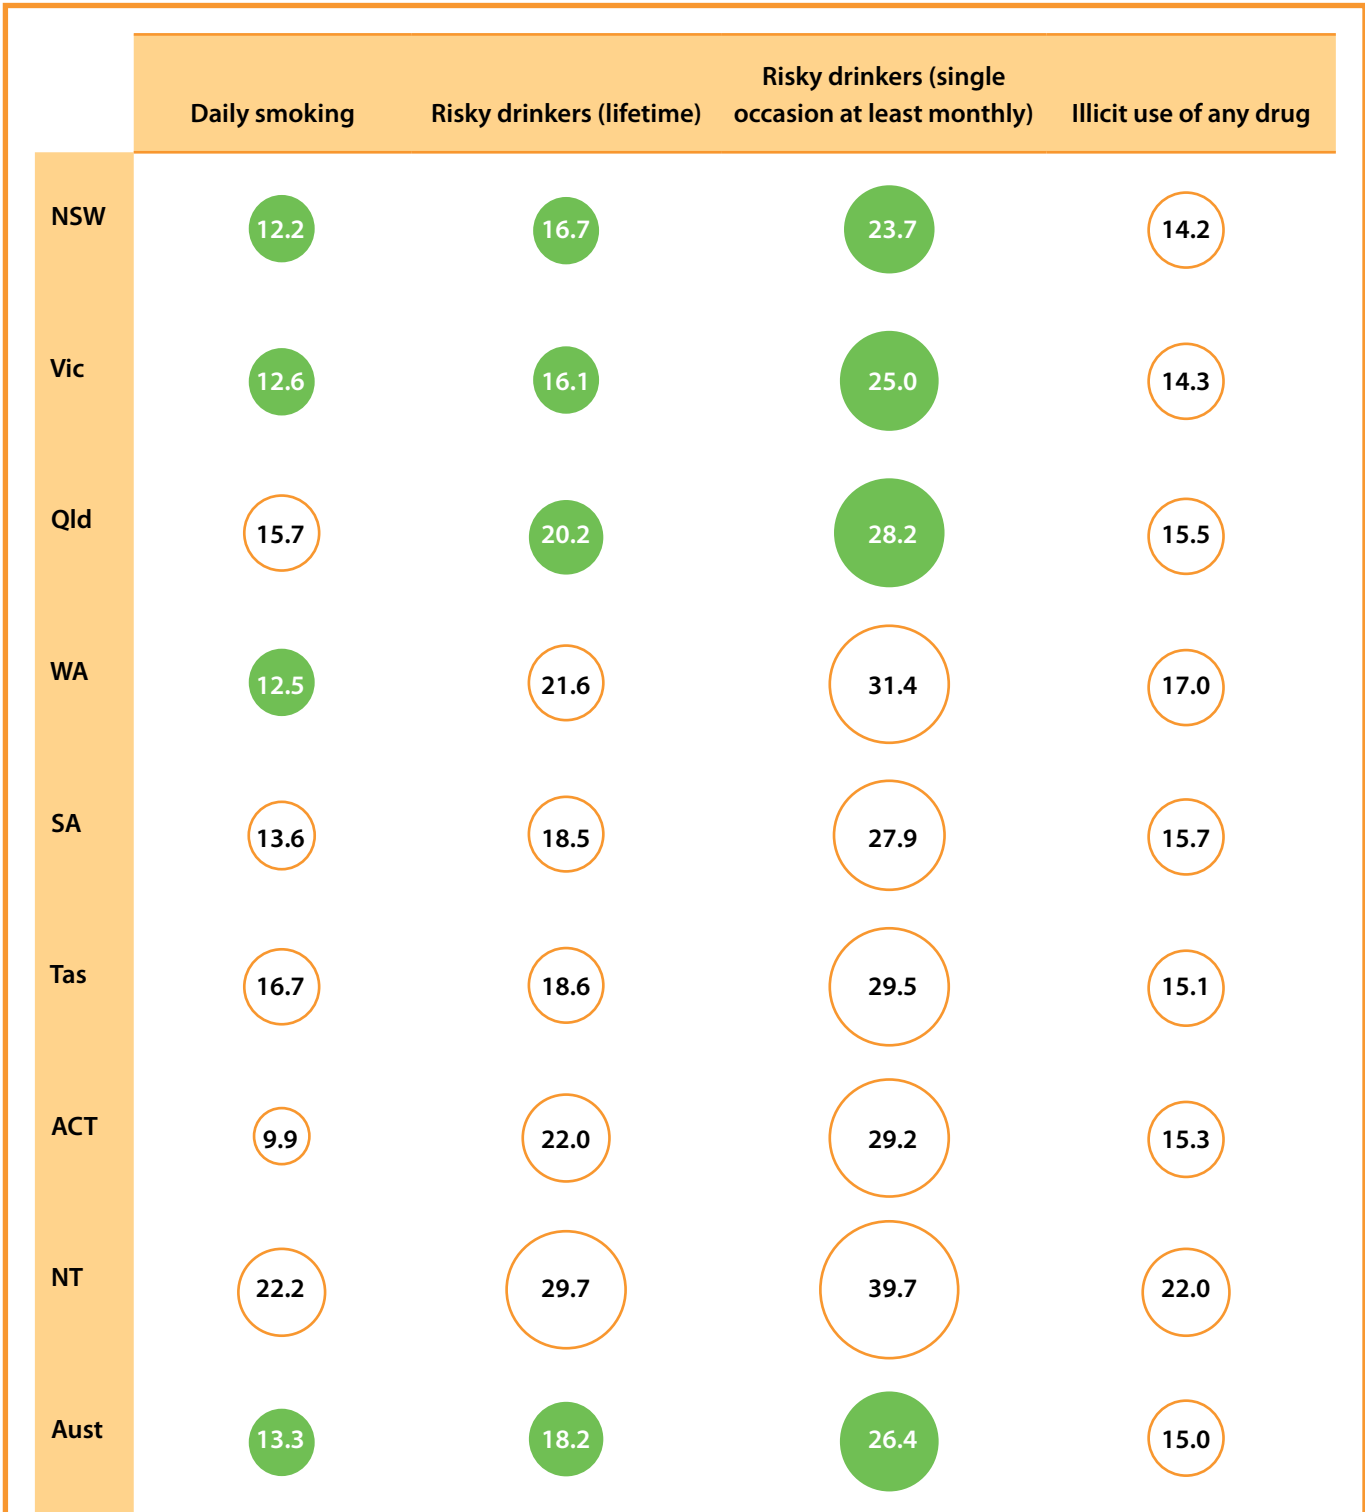 Daily smoking
Risky drinkers (lifetime)
Risky drinkers (single
occasion at least monthly)
Illicit use of any drug
NSW 12.2 16.7 23.7 14.2
Vic 12.6 16.1 25.0 14.3
Qld 15.7 20.2 28.2 15.5
WA 12.5 21.6 31.4 17.0
SA 13.6 18.5 27.9 15.7
Tas 16.7 18.6 29.5 15.1
ACT 9.9 22.0 29.2 15.3
NT 22.2 29.7 39.7 22.0
Aust 13.3 18.2 26.4 15.0